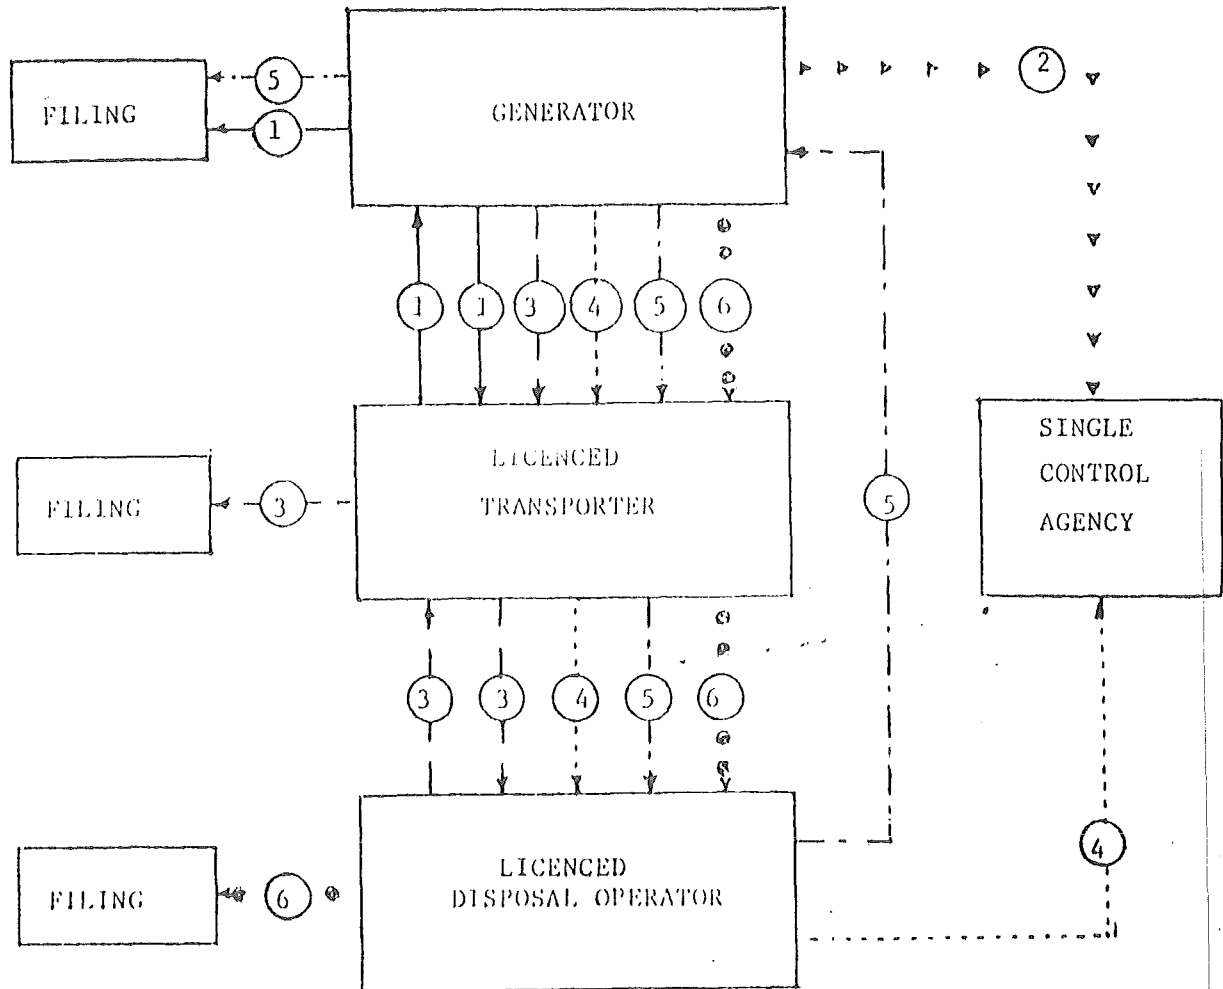 5
2
FILING
GENERATOR
1
1 1 3 4 5 6
SINGLE
CONTROL
AGENCY
LICENCED
TRANSPORTER
FILING
3
5
3 3 4 5 6
4
LICENCED
DISPOSAL OPERATOR
FILING
6